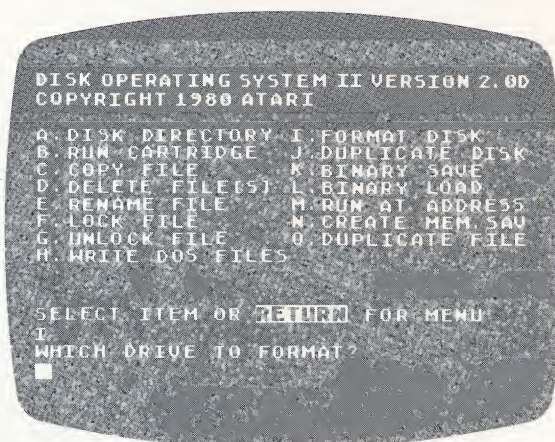 DISK OPERATING SYSTEM II VERSION 2.0D
COPYRIGHT 1980 ATARI
A. DISK DIRECTORY I. FORMAT DISK
B. RUN CARTRIDGE J. DUPLICATE DISK
C. COPY FILE K. BINARY SAVE
D. DELETE FILE[S] L. BINARY LOAD
E. RENAME FILE M. RUN AT ADDRESS
F. LOCK FILE N. CREATE MEM.SAV
G. UNLOCK FILE O. DUPLICATE FILE
H. WRITE DOS FILES
SELECT ITEM OR RETURN FOR MENU
I
WHICH DRIVE TO FORMAT?